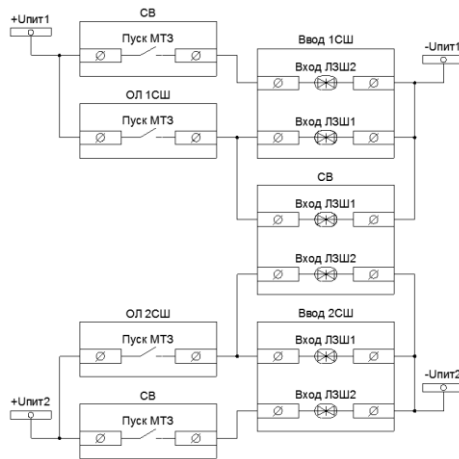 +Uпит1
СВ
Пуск МТЗ
Ввод 1СШ
-Uпит1
Вход ЛЗШ2
ОЛ 1СШ
Пуск МТЗ
Вход ЛЗШ1
СВ
Вход ЛЗШ1
Вход ЛЗШ2
ОЛ 2СШ
Пуск МТЗ
Ввод 2СШ
Вход ЛЗШ1
-Uпит2
+Uпит2
СВ
Пуск МТЗ
Вход ЛЗШ2